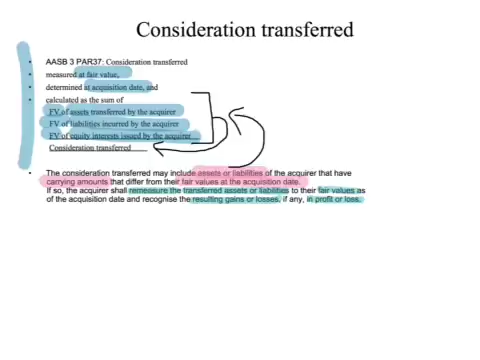 Consideration transferred
• AASB 3 PAR37: Consideration transferred
• measured at fair value,
• determined at acquisition date, and
• calculated as the sum of
FV of assets transferred by the acquirer
FV of liabilities incurred by the acquirer
FV of equity interests issued by the acquirer
Consideration transferred
• The consideration transferred may include assets or liabilities of the acquirer that have
carrying amounts that differ from their fair values at the acquisition date.
If so, the acquirer shall remeasure the transferred assets or liabilities to their fair values as
of the acquisition date and recognise the resulting gains or losses, if any, in profit or loss.